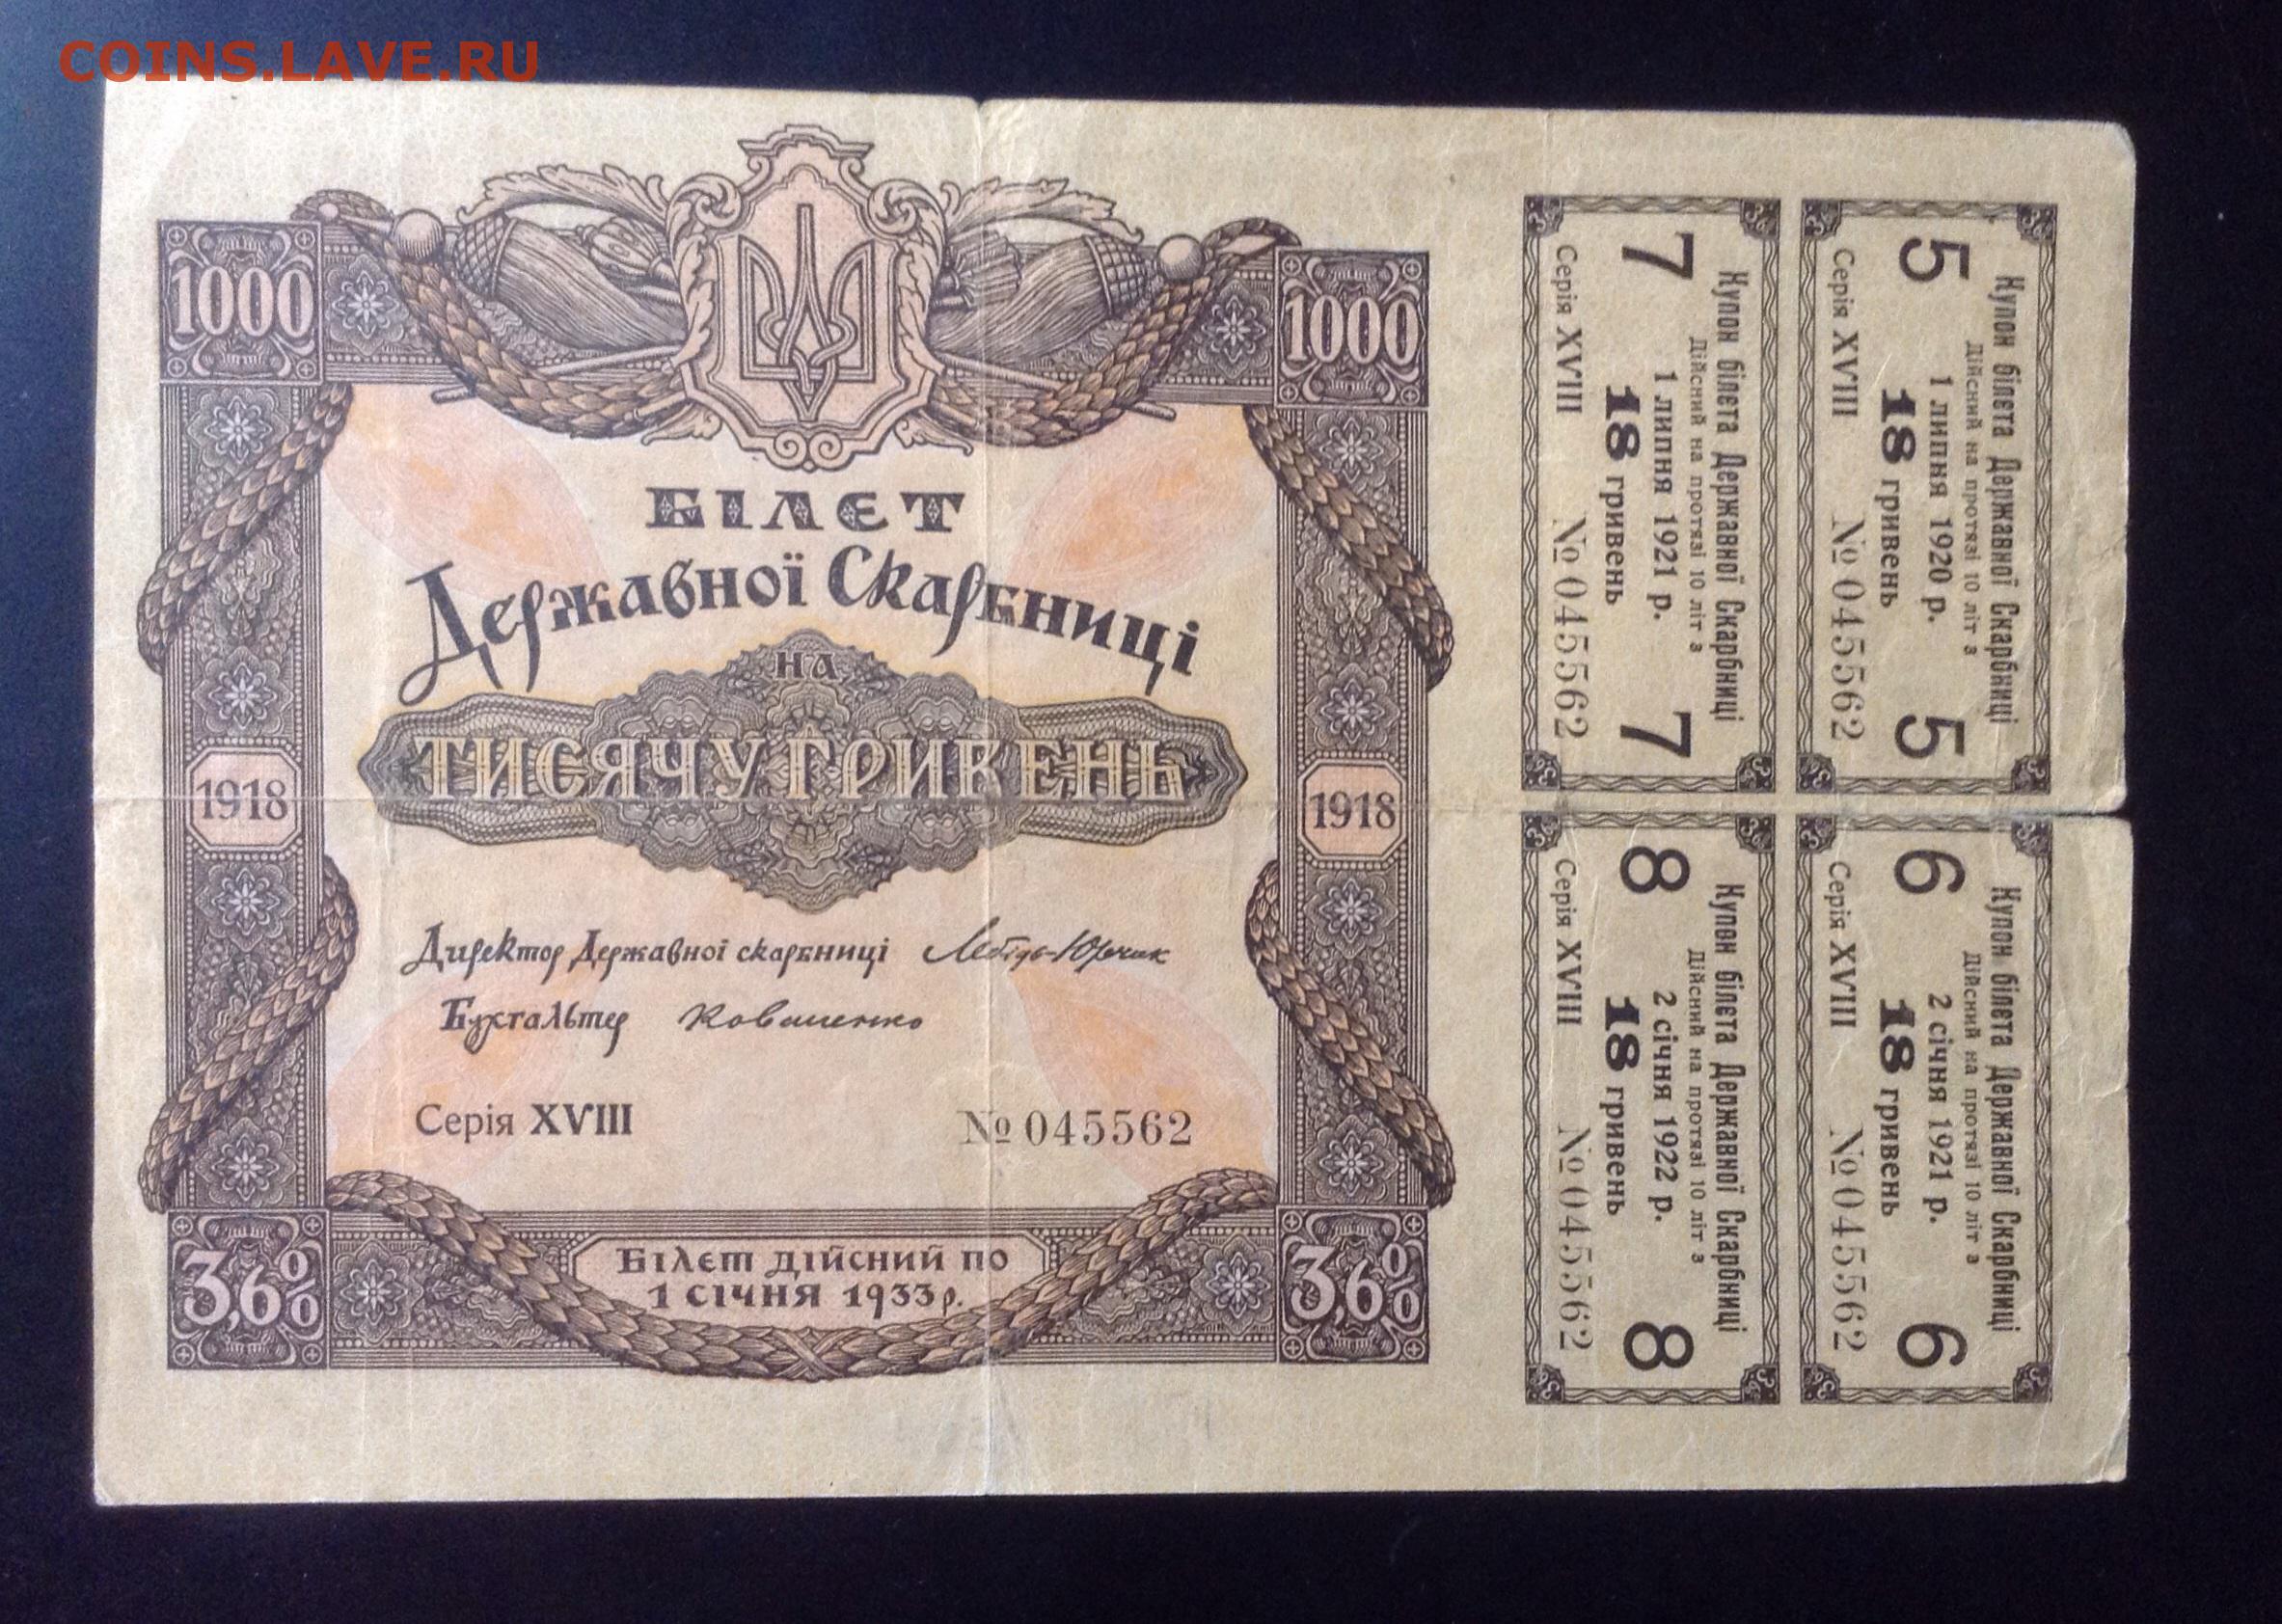 COINS.LAVE.RU
1000
1000
БІЛЄТ
Державної Скарбниці
НА
ТИСЯЧУ ГРИВЕНЬ
1918
1918
Директор Державної скарбниці Лебідь-Юрчик
Бухгальтер
Серія XVIII № 045562
3,6%
3,6%
Білєт дійсний по
1 січня 1933 р.
Купон білета Державної Скарбниці
Дійсний на протязі 10 літ з
7 1 липня 1921 р. 7
18 гривень
Серія XVIII № 045562
Купон білета Державної Скарбниці
Дійсний на протязі 10 літ з
5 1 липня 1920 р. 5
18 гривень
Серія XVIII № 045562
Купон білета Державної Скарбниці
Дійсний на протязі 10 літ з
8 2 січня 1922 р. 8
18 гривень
Серія XVIII № 045562
Купон білета Державної Скарбниці
Дійсний на протязі 10 літ з
6 2 січня 1921 р. 6
18 гривень
Серія XVIII № 045562